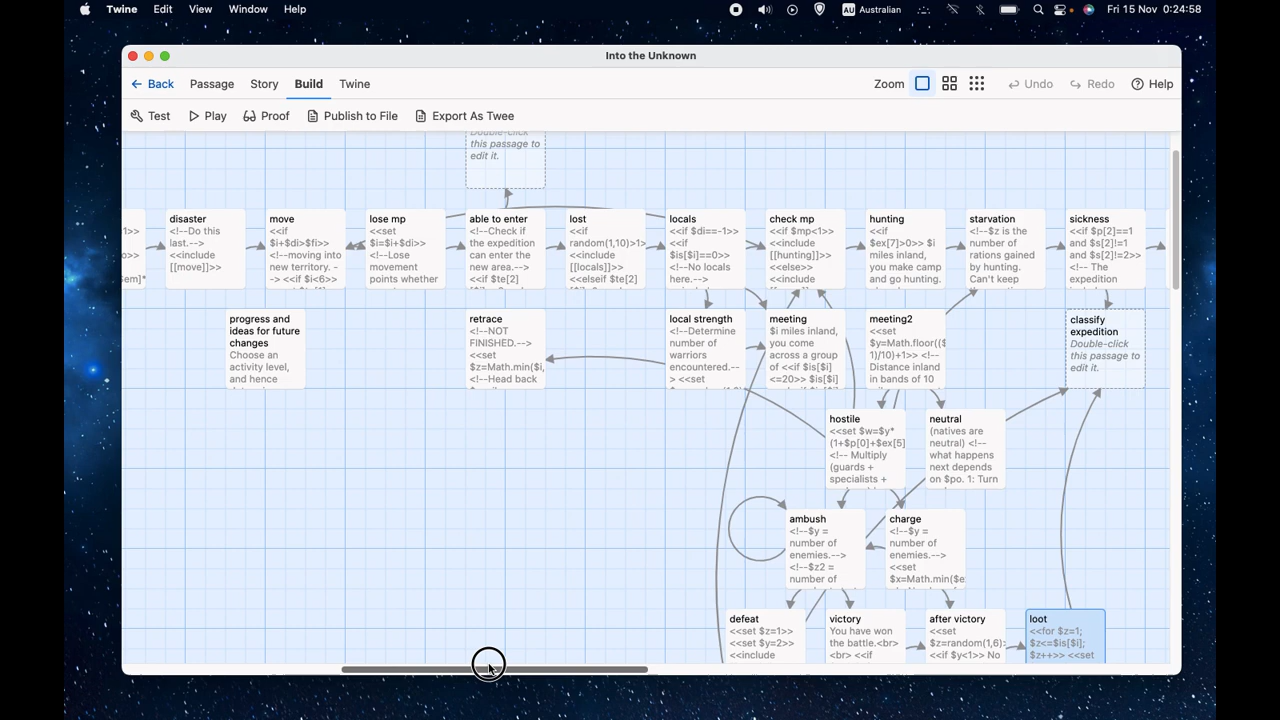 Twine Edit View Window Help AU Australian Fri 15 Nov 0:24:58
Into the Unknown
Back Passage Story Build Twine Zoom Undo Redo Help
Test Play Proof Publish to File Export As Twee
Double-click
this passage to
edit it.
1>>
o>>
sem]*
disaster
<!--Do this
last.-->
<<include
[[move]]>>
move
<<if
$i+$di>$fi>>
<!--moving into
new territory. -
-> <<if $i<6>>
lose mp
<<set
$i=$i+$di>>
<!--Lose
movement
points whether
able to enter
<!--Check if
the expedition
can enter the
new area.-->
<<if $te[2]
lost
<<if
random(1,10)>1>
<<include
[[locals]]>>
<<elseif $te[2]
locals
<<if $di==-1>>
<<if
$is[$i]==0>>
<!--No locals
here.-->
check mp
<<if $mp<1>>
<<include
[[hunting]]>>
<<else>>
<<include
hunting
<<if
$ex[7]>0>> $i
miles inland,
you make camp
and go hunting.
starvation
<!--$z is the
number of
rations gained
by hunting.
Can't keep
sickness
<<if $p[2]==1
and $s[2]!=1
and $s[2]!=2>>
<!-- The
expedition
progress and
ideas for future
changes
Choose an
activity level,
and hence
retrace
<!--NOT
FINISHED.-->
<<set
$z=Math.min($i,
<!--Head back
local strength
<!--Determine
number of
warriors
encountered.--
> <<set
meeting
$i miles inland,
you come
across a group
of <<if $is[$i]
<=20>> $is[$i]
meeting2
<<set
$y=Math.floor(($
1)/10)+1>> <!--
Distance inland
in bands of 10
classify
expedition
Double-click
this passage to
edit it.
hostile
<<set $w=$y*
(1+$p[0]+$ex[5]
<!-- Multiply
(guards +
specialists +
neutral
(natives are
neutral) <!--
what happens
next depends
on $po. 1: Turn
ambush
<!--$y =
number of
enemies.-->
<!--$z2 =
number of
charge
<!--$y =
number of
enemies.-->
<<set
$x=Math.min($e
defeat
<<set $z=1>>
<<set $y=2>>
<<include
victory
You have won
the battle.<br>
<br> <<if
after victory
<<set
$z=random(1,6)>
<<if $y<1>> No
loot
<<for $z=1;
$z<=$is[$i];
$z++>> <<set